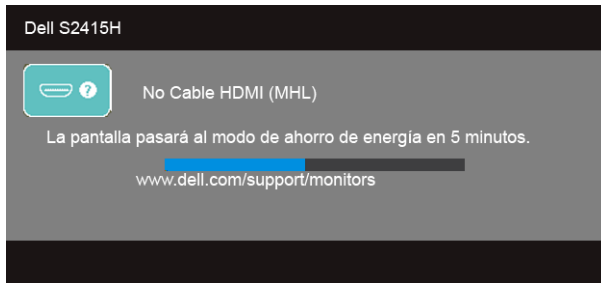 Dell S2415H
?
No Cable HDMI (MHL)
La pantalla pasará al modo de ahorro de energía en 5 minutos.
www.dell.com/support/monitors